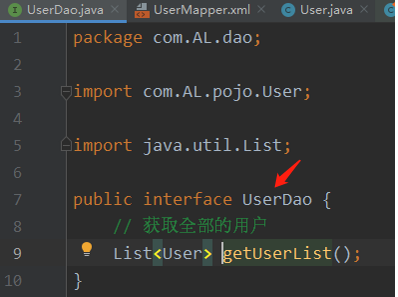 UserDao.java × UserMapper.xml × User.java ×
1 package com.AL.dao;
2
3 import com.AL.pojo.User;
4
5 import java.util.List;
6
7 public interface UserDao {
8 // 获取全部的用户
9 List<User> getUserList();
10 }